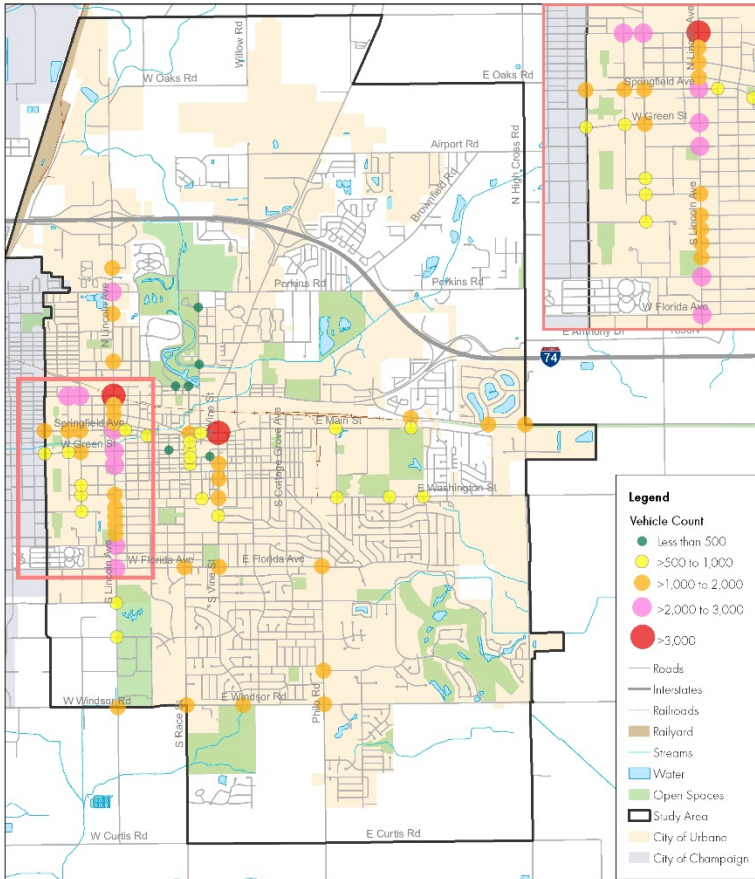 Willow Rd
W Oaks Rd
E Oaks Rd
Airport Rd
Brownfield Rd
N High Cross Rd
Perkins Rd
Perkins Rd
N Lincoln Ave
74
Springfield Ave
W Green St
Vine St
E Main St
S Cottage Grove Ave
E Washington St
S Lincoln Ave
W Florida Ave
E Florida Ave
S Vine St
W Windsor Rd
S Race St
E Windsor Rd
Philo Rd
W Curtis Rd
E Curtis Rd
N Lincoln Ave
Springfield Ave
W Green St
S Lincoln Ave
W Florida Ave
E Anthony Dr
Legend
Vehicle Count
Less than 500
>500 to 1,000
>1,000 to 2,000
>2,000 to 3,000
>3,000
Roads
Interstates
Railroads
Railyard
Streams
Water
Open Spaces
Study Area
City of Urbana
City of Champaign